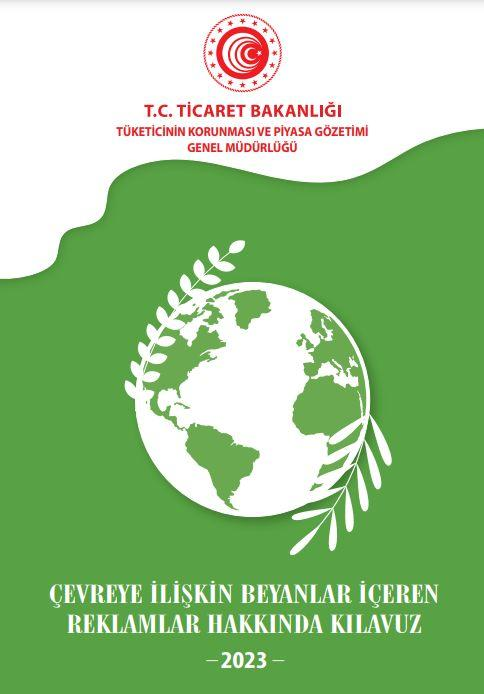 T.C. TİCARET BAKANLIĞI
TÜKETİCİNİN KORUNMASI VE PİYASA GÖZETİMİ
GENEL MÜDÜRLÜĞÜ
ÇEVREYE İLİŞKİN BEYANLAR İÇEREN
REKLAMLAR HAKKINDA KILAVUZ
–2023–